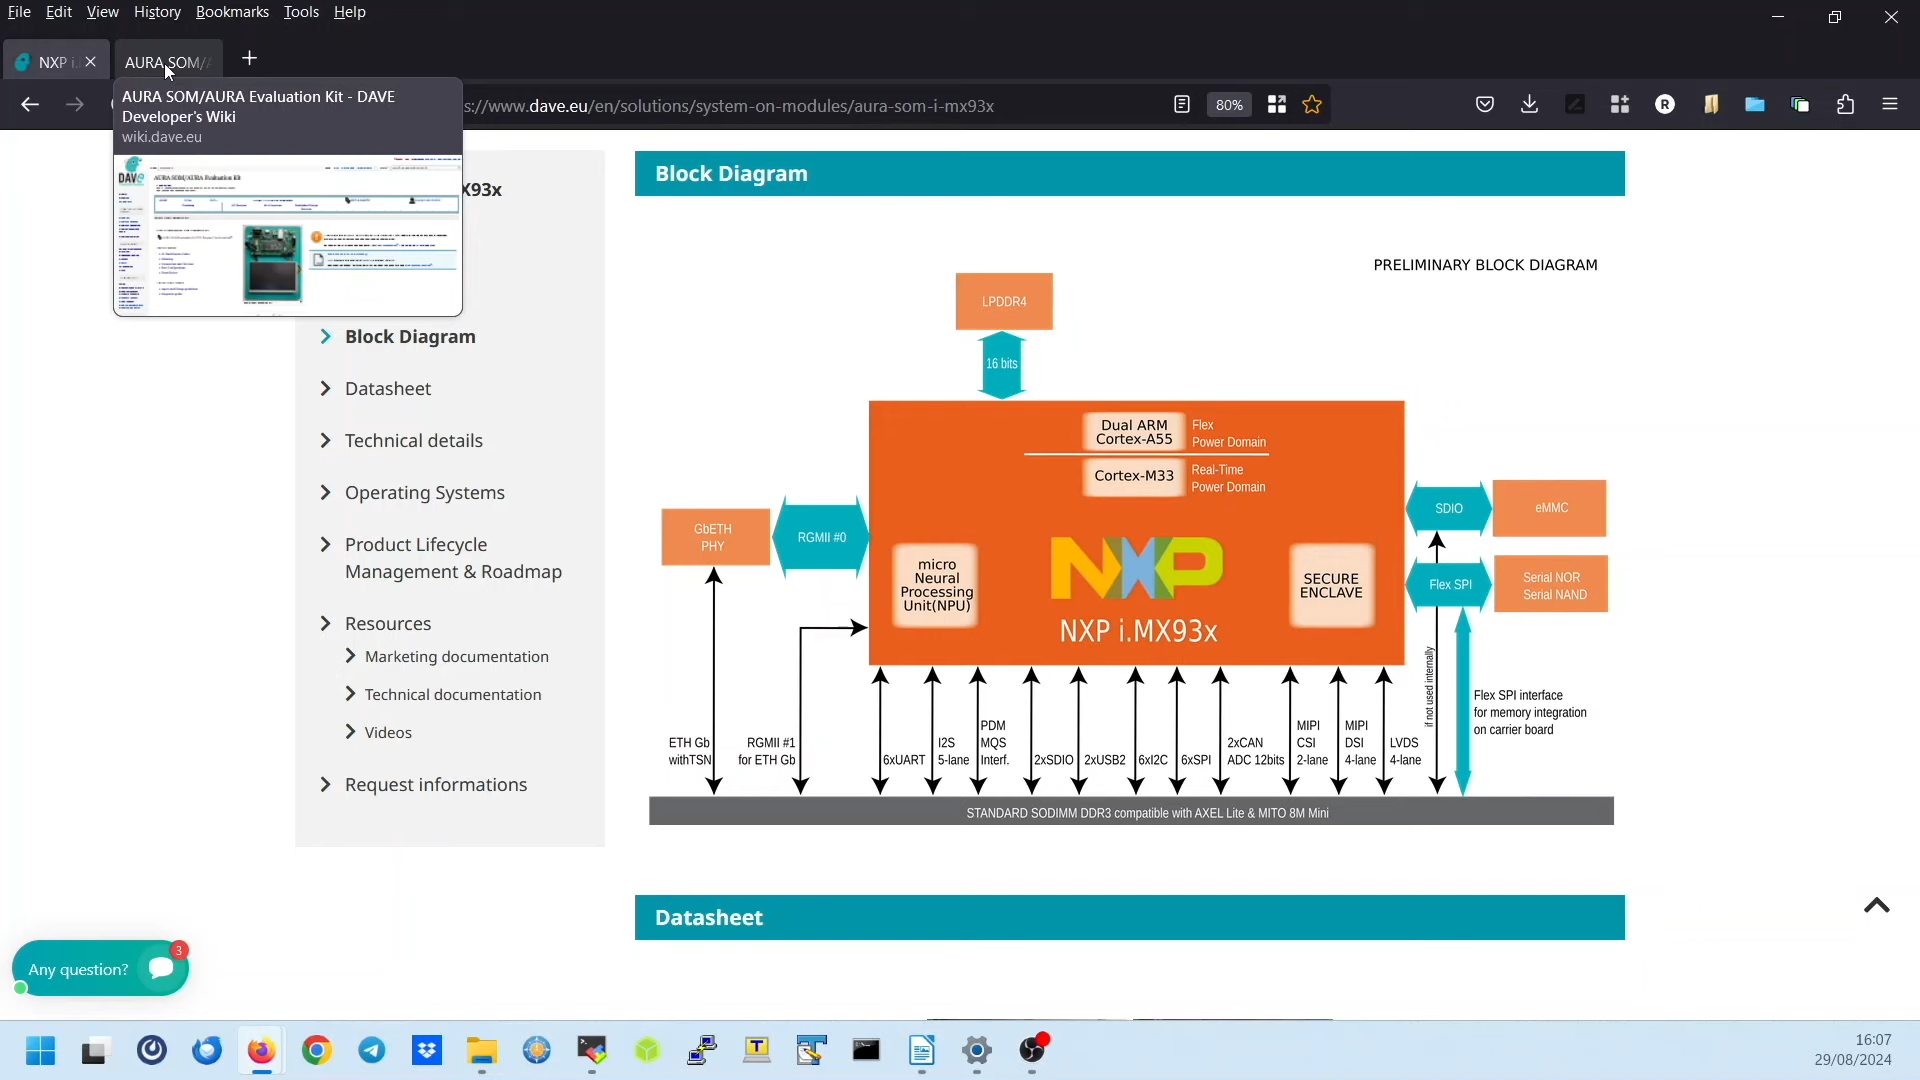 File Edit View History Bookmarks Tools Help
NXP i.
AURA SOM/A
AURA SOM/AURA Evaluation Kit - DAVE
Developer's Wiki
wiki.dave.eu
s://www.dave.eu/en/solutions/system-on-modules/aura-som-i-mx93x
80%
R
DAVE
AURA SOM/AURA Evaluation Kit
X93x
Block Diagram
Datasheet
Technical details
Operating Systems
Product Lifecycle
Management & Roadmap
Resources
Marketing documentation
Technical documentation
Videos
Request informations
Block Diagram
PRELIMINARY BLOCK DIAGRAM
LPDDR4
16 bits
Dual ARM
Cortex-A55
Flex
Power Domain
Cortex-M33
Real-Time
Power Domain
GbETH
PHY
RGMII #0
micro
Neural
Processing
Unit(NPU)
NXP
NXP i.MX93x
SECURE
ENCLAVE
SDIO
eMMC
Flex SPI
Serial NOR
Serial NAND
if not used internally
Flex SPI interface
for memory integration
on carrier board
ETH Gb
withTSN
RGMII #1
for ETH Gb
6xUART
I2S
5-lane
PDM
MQS
Interf.
2xSDIO
2xUSB2
6xI2C
6xSPI
2xCAN
ADC 12bits
MIPI
CSI
2-lane
MIPI
DSI
4-lane
LVDS
4-lane
STANDARD SODIMM DDR3 compatible with AXEL Lite & MITO 8M Mini
Datasheet
Any question?
3
16:07
29/08/2024